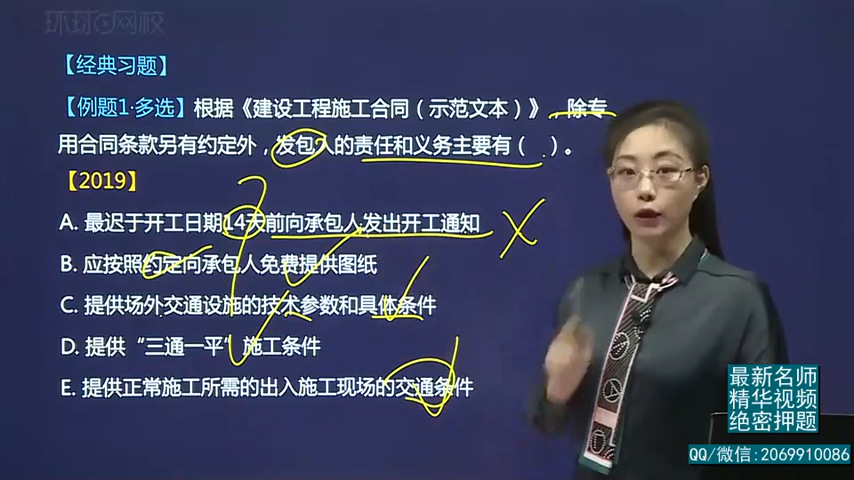 环球网校
【经典习题】
【例题1·多选】根据《建设工程施工合同（示范文本）》，除专
用合同条款另有约定外，发包人的责任和义务主要有（ ）。
【2019】
A. 最迟于开工日期14天前向承包人发出开工通知
B. 应按照约定向承包人免费提供图纸
C. 提供场外交通设施的技术参数和具体条件
D. 提供“三通一平”施工条件
E. 提供正常施工所需的出入施工现场的交通条件
最新名师
精华视频
绝密押题
QQ/微信:2069910086